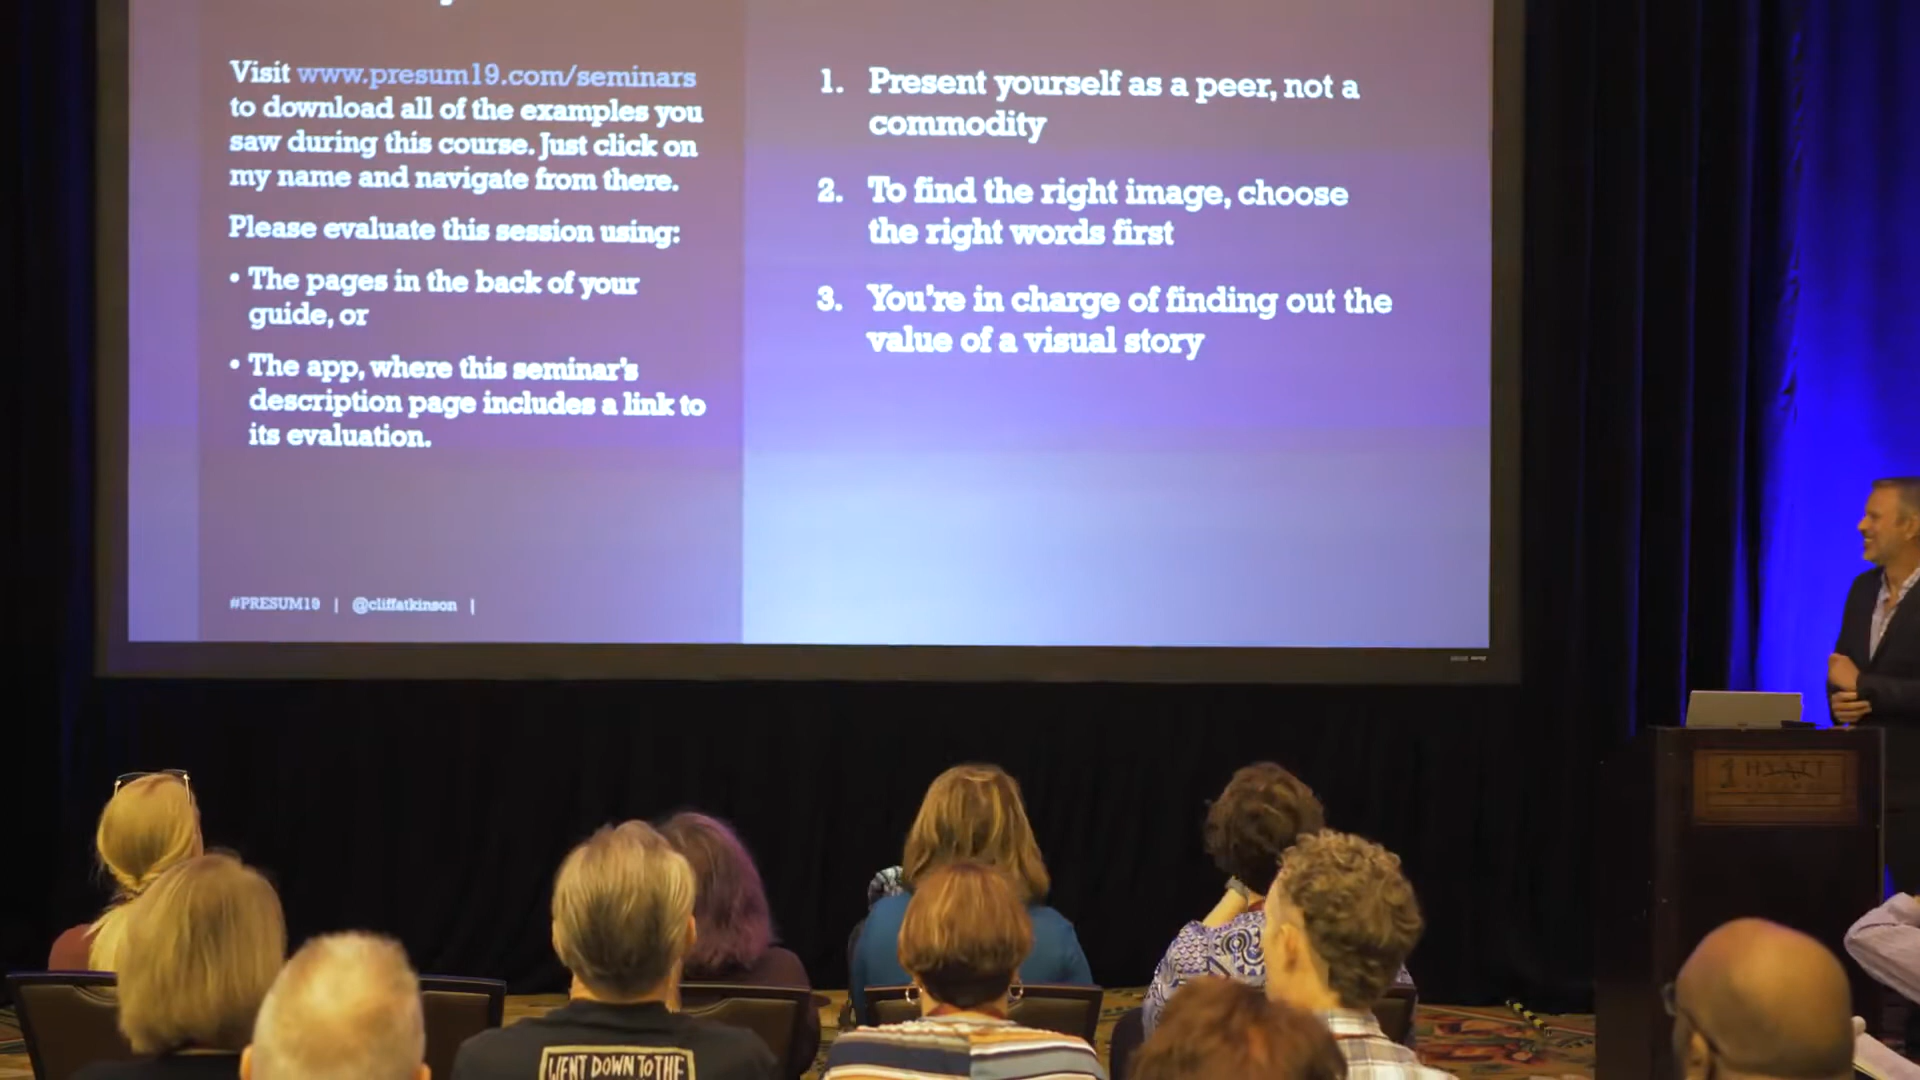 Visit www.presum19.com/seminars
to download all of the examples you
saw during this course. Just click on
my name and navigate from there.
Please evaluate this session using:
• The pages in the back of your
guide, or
• The app, where this seminar's
description page includes a link to
its evaluation.
#PRESUM19 | @cliffatkinson |
1. Present yourself as a peer, not a
commodity
2. To find the right image, choose
the right words first
3. You're in charge of finding out the
value of a visual story
HYATT
WENT DOWN TO THE